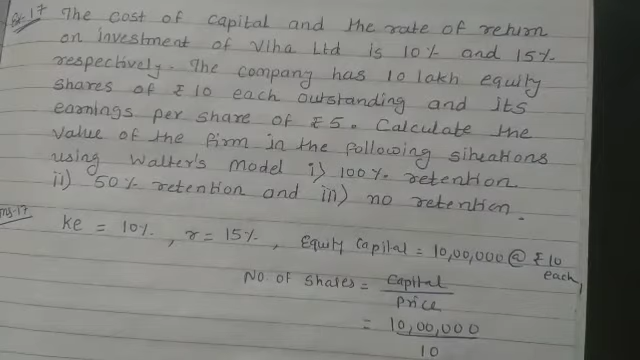 Ex.17 The cost of capital and the rate of return
on investment of Viha Ltd is 10% and 15%
respectively. The company has 10 lakh equity
shares of ₹10 each outstanding and its
earnings per share of ₹5. Calculate the
value of the firm in the following situations
using Walter's Model i) 100% retention
ii) 50% retention and iii) no retention.
Ans-17 Ke = 10%, r = 15%, Equity Capital = 10,00,000 @ ₹10
each,
No. of shares = Capital
Price
= 10,00,000
10